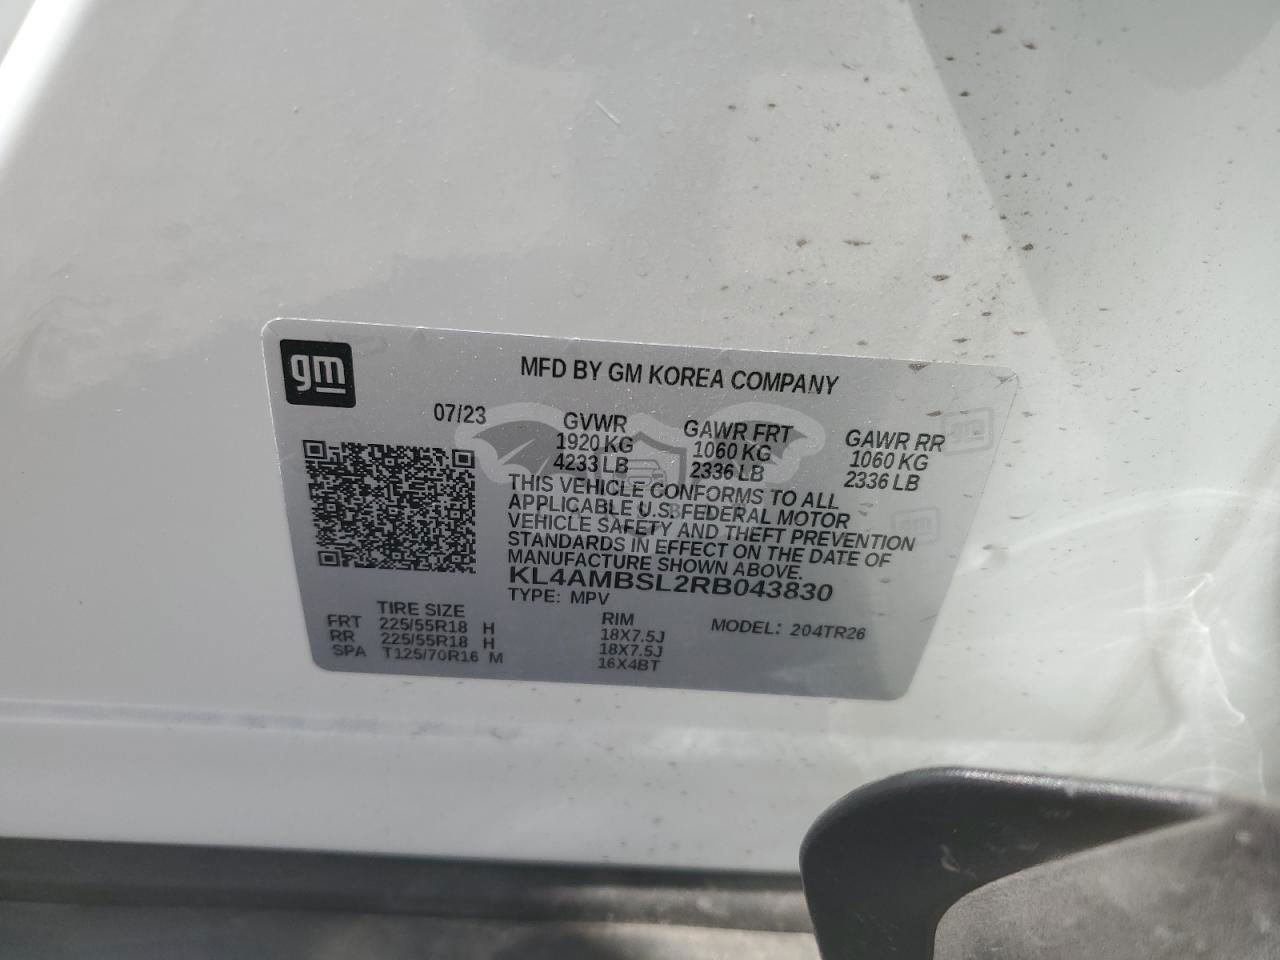 gm
MFD BY GM KOREA COMPANY
07/23
GVWR GAWR FRT GAWR RR
1920 KG 1060 KG 1060 KG
4233 LB 2336 LB 2336 LB
THIS VEHICLE CONFORMS TO ALL
APPLICABLE U.S. FEDERAL MOTOR
VEHICLE SAFETY AND THEFT PREVENTION
STANDARDS IN EFFECT ON THE DATE OF
MANUFACTURE SHOWN ABOVE.
KL4AMBSL2RB043830
TYPE: MPV
TIRE SIZE RIM MODEL: 204TR26
FRT 225/55R18 H 18X7.5J
RR 225/55R18 H 18X7.5J
SPA T125/70R16 M 16X4BT